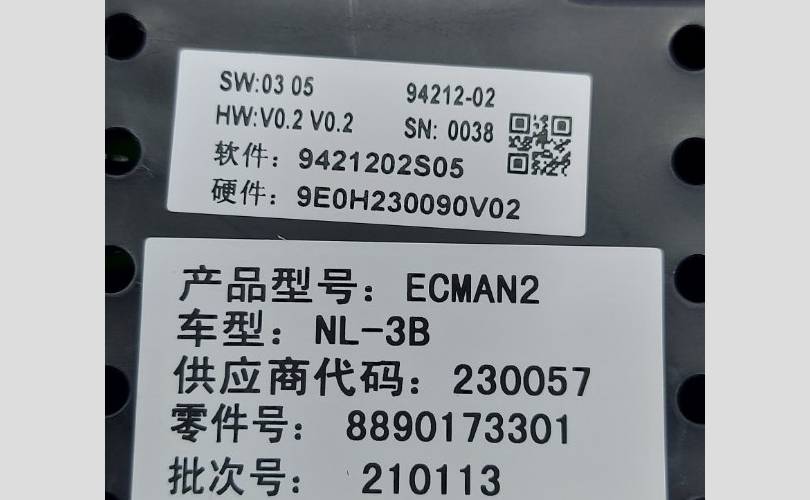 SW:03 05 94212-02
HW:V0.2 V0.2 SN: 0038
软件：9421202S05
硬件：9E0H230090V02
产品型号：ECMAN2
车型：NL-3B
供应商代码：230057
零件号：8890173301
批次号：210113